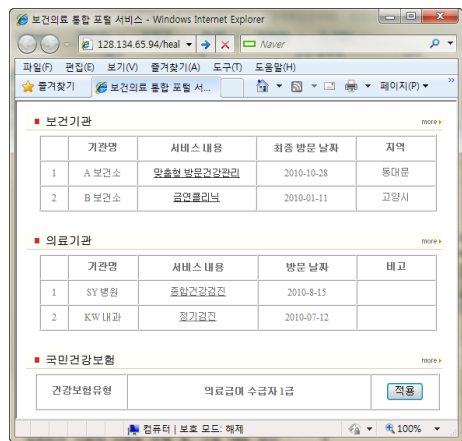 보건의료 통합 포털 서비스 - Windows Internet Explorer
128.134.65.94/heal
Naver
파일(F) 편집(E) 보기(V) 즐겨찾기(A) 도구(T) 도움말(H)
즐겨찾기 보건의료 통합 포털 서... 페이지(P)
보건기관 more
기관명 서비스 내용 최종 방문 날짜 지역
1 A 보건소 맞춤형 방문건강관리 2010-10-28 동대문
2 B 보건소 금연클리닉 2010-01-11 고양시
의료기관 more
기관명 서비스 내용 방문 날짜 비고
1 SY 병원 종합건강검진 2010-8-15
2 KW 내과 정기검진 2010-07-12
국민건강보험 more
건강보험유형 의료급여 수급자 1급 적용
컴퓨터 | 보호 모드: 해제 100%